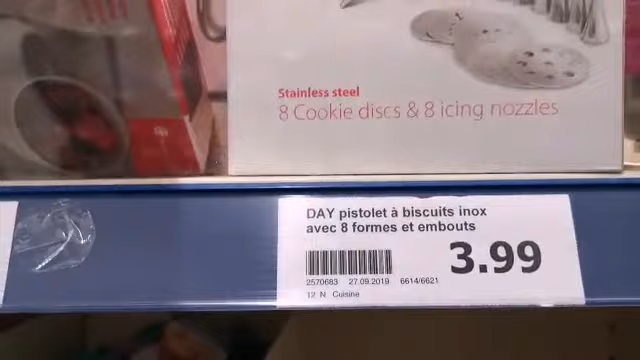 Stainless steel
8 Cookie discs & 8 icing nozzles
DAY pistolet à biscuits inox
avec 8 formes et embouts
3.99
2570683 27.09.2019 6614/6621
12 N Cuisine